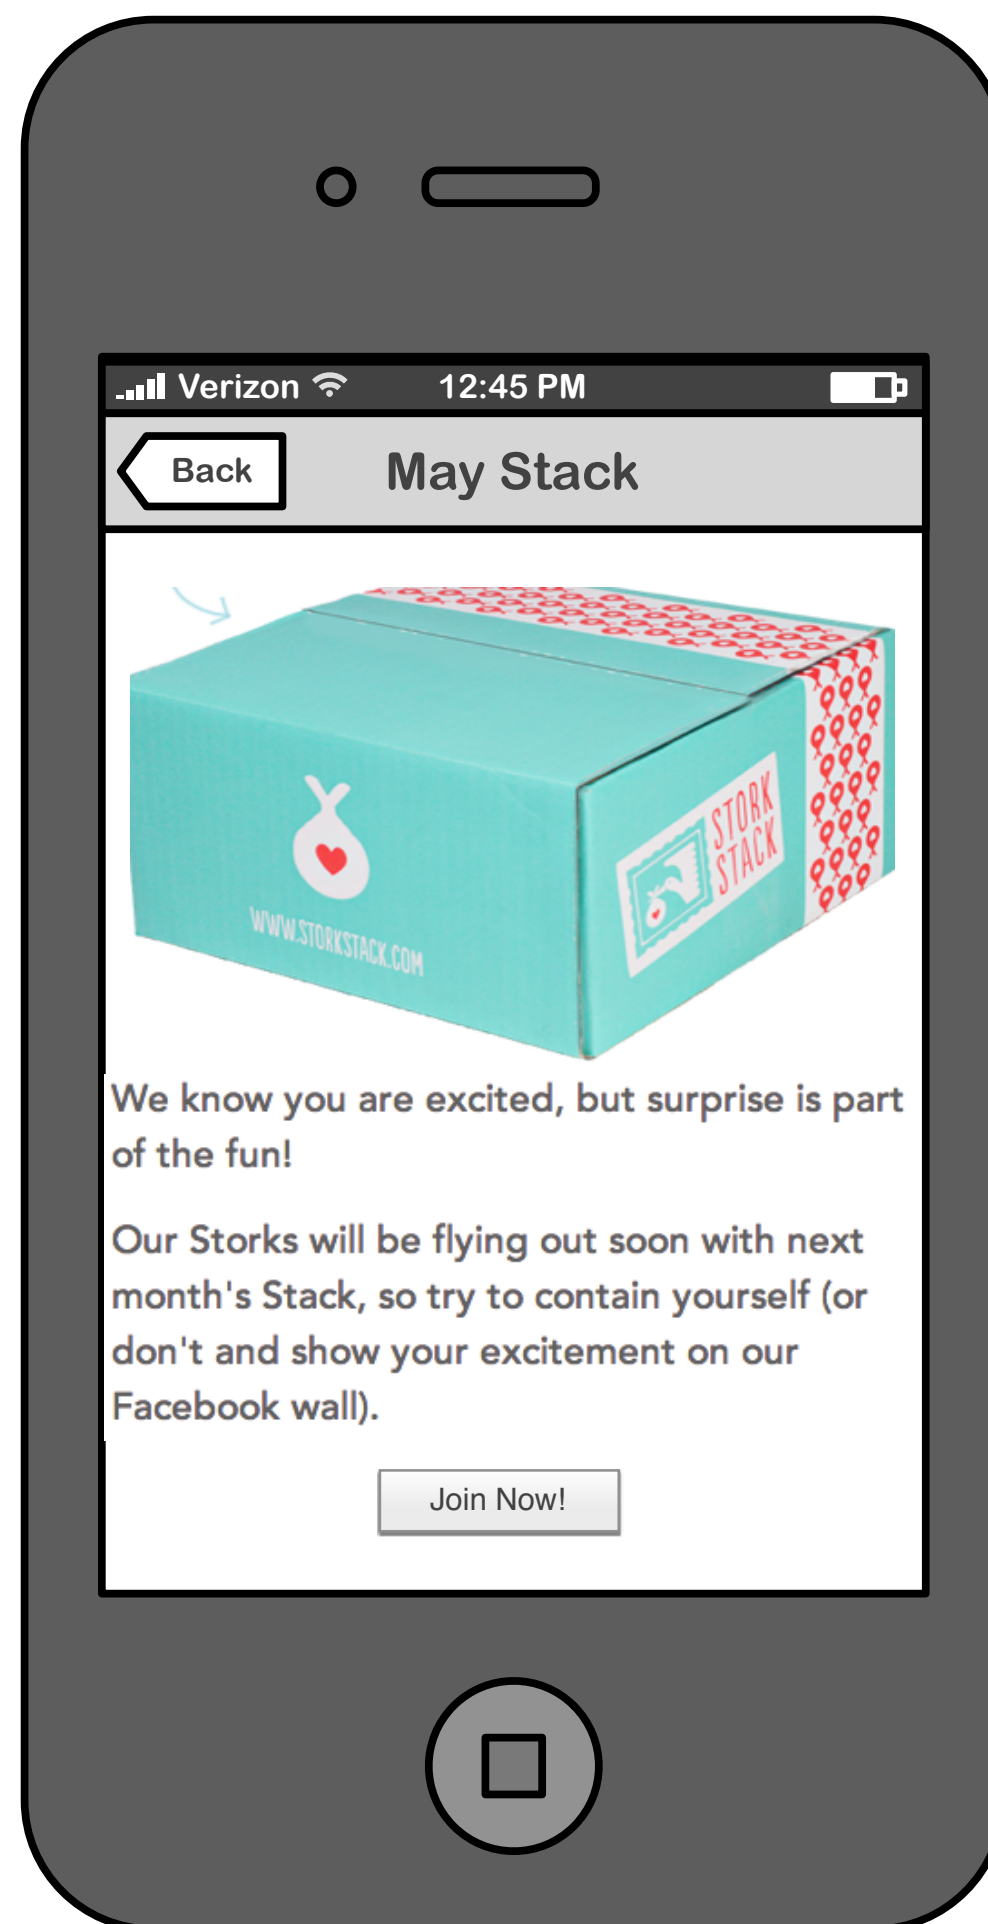 Verizon 12:45 PM
Back May Stack
STORK
STACK
WWW.STORKSTACK.COM
We know you are excited, but surprise is part
of the fun!
Our Storks will be flying out soon with next
month's Stack, so try to contain yourself (or
don't and show your excitement on our
Facebook wall).
Join Now!